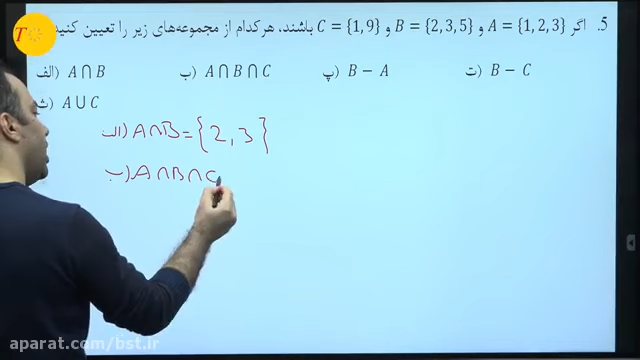 5. اگر A = {1, 2, 3} و B = {2, 3, 5} و C = {1, 9} باشند، هرکدام از مجموعه‌های زیر را تعیین کنید
الف) A ∩ B ب) A ∩ B ∩ C پ) B − A ت) B − C
ث) A ∪ C
الف) A∩B = {2, 3}
ب) A∩B∩C
aparat.com/bst.ir